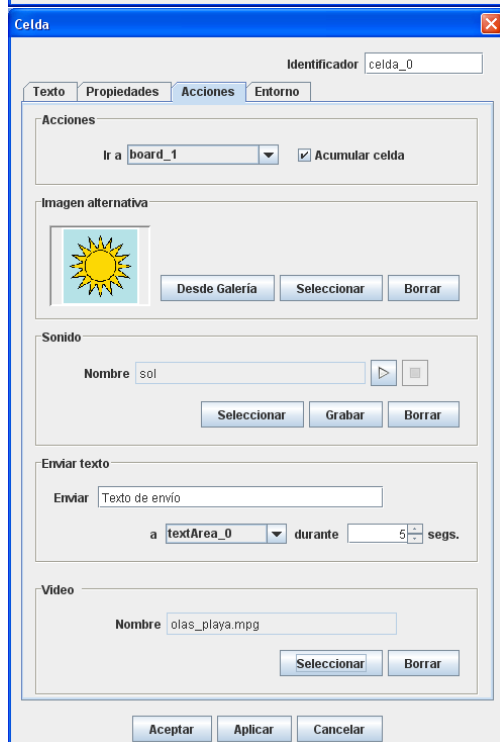 Celda
Identificador celda_0
Texto Propiedades Acciones Entorno
Acciones
Ir a board_1 Acumular celda
Imagen alternativa
Desde Galería Seleccionar Borrar
Sonido
Nombre sol
Seleccionar Grabar Borrar
Enviar texto
Enviar Texto de envío
a textArea_0 durante 5 segs.
Video
Nombre olas_playa.mpg
Seleccionar Borrar
Aceptar Aplicar Cancelar